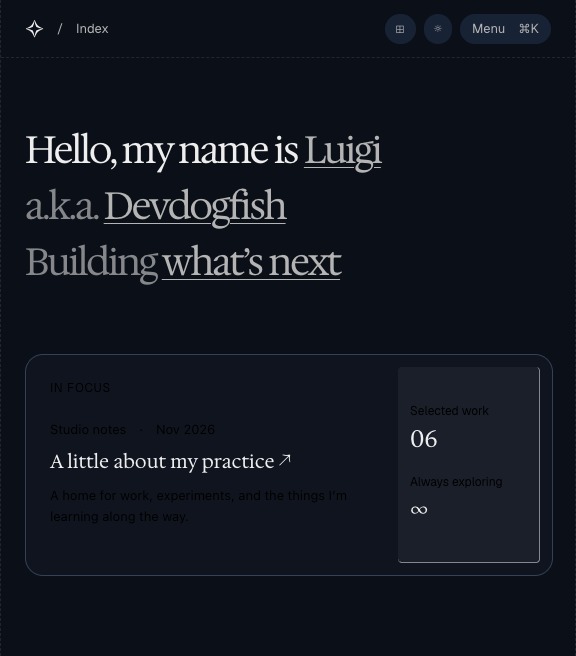 / Index
Menu ⌘K
Hello, my name is Luigi
a.k.a. Devdogfish
Building what’s next
IN FOCUS
Studio notes · Nov 2026
A little about my practice ↗
A home for work, experiments, and the things I’m
learning along the way.
Selected work
06
Always exploring
∞